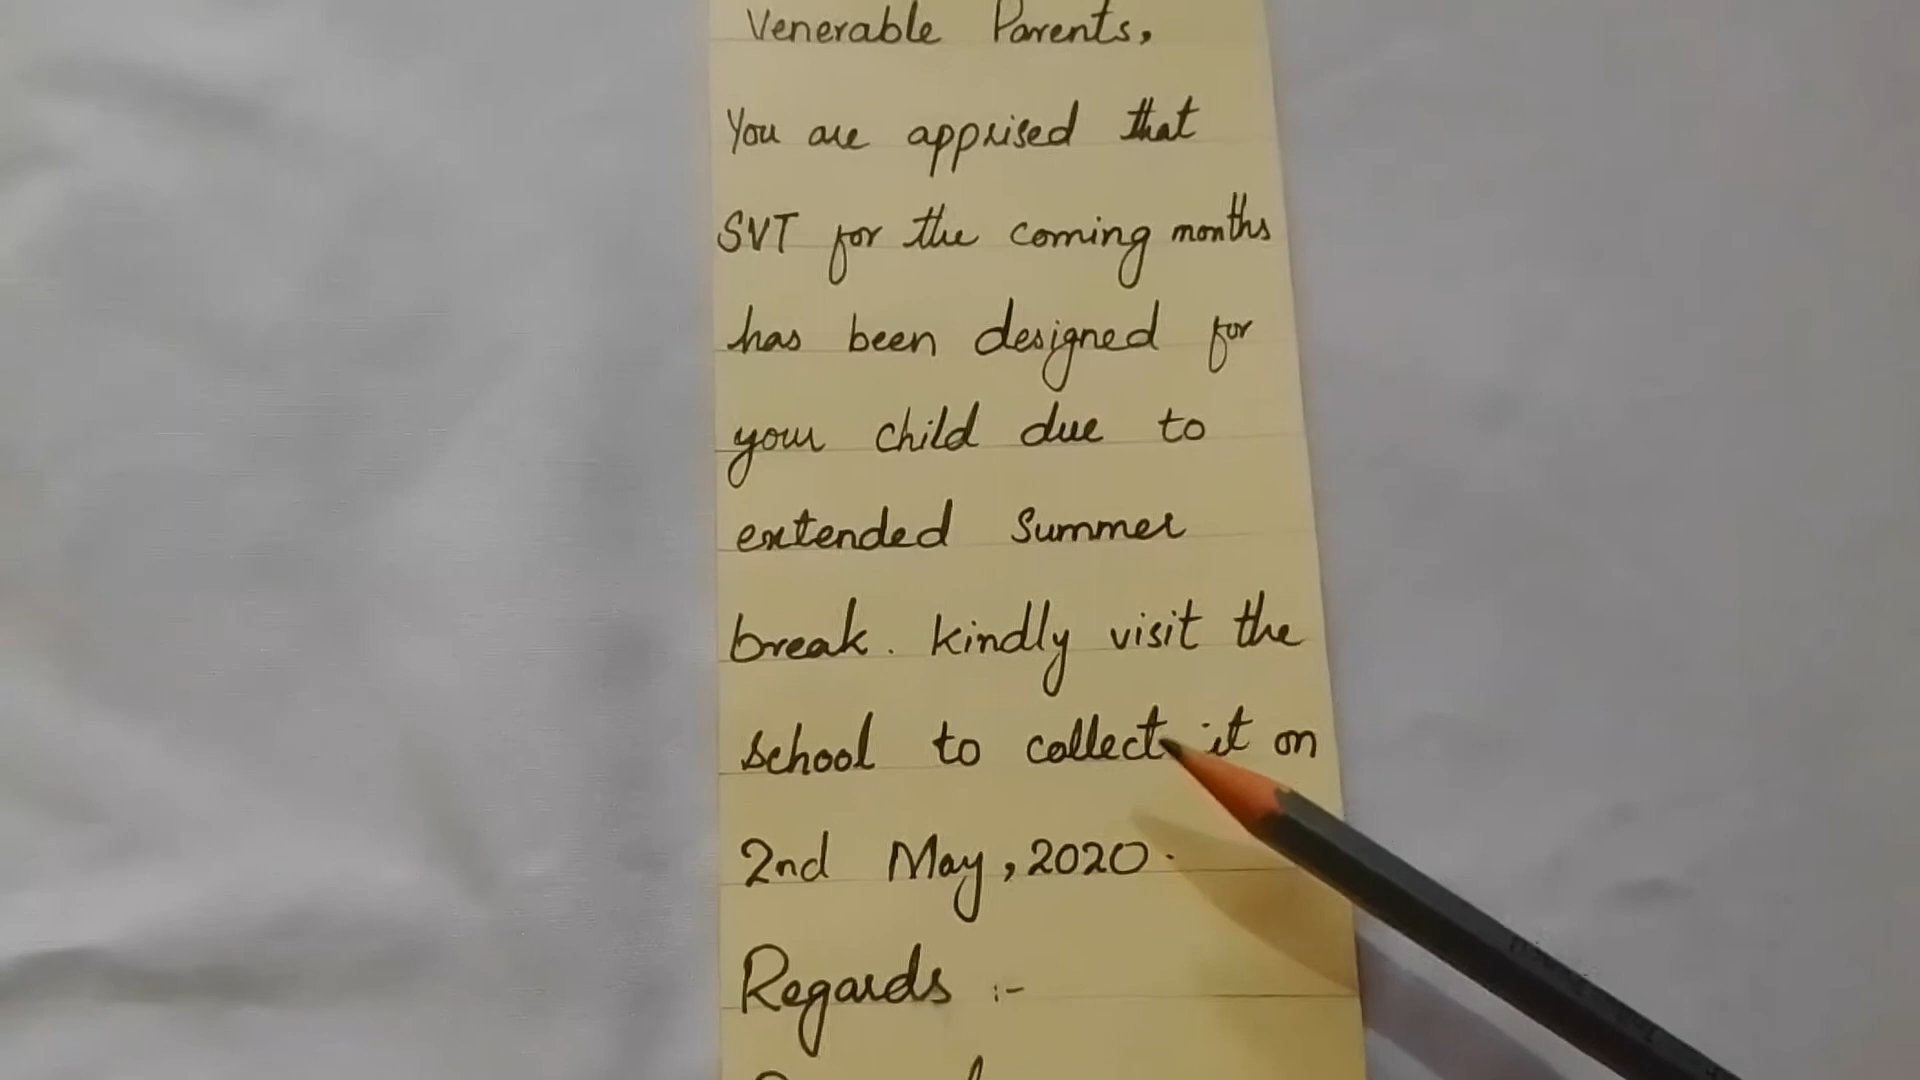 Venerable Parents,
You are apprised that
SVT for the coming months
has been designed for
your child due to
extended Summer
break. Kindly visit the
school to collect it on
2nd May, 2020.
Regards :-